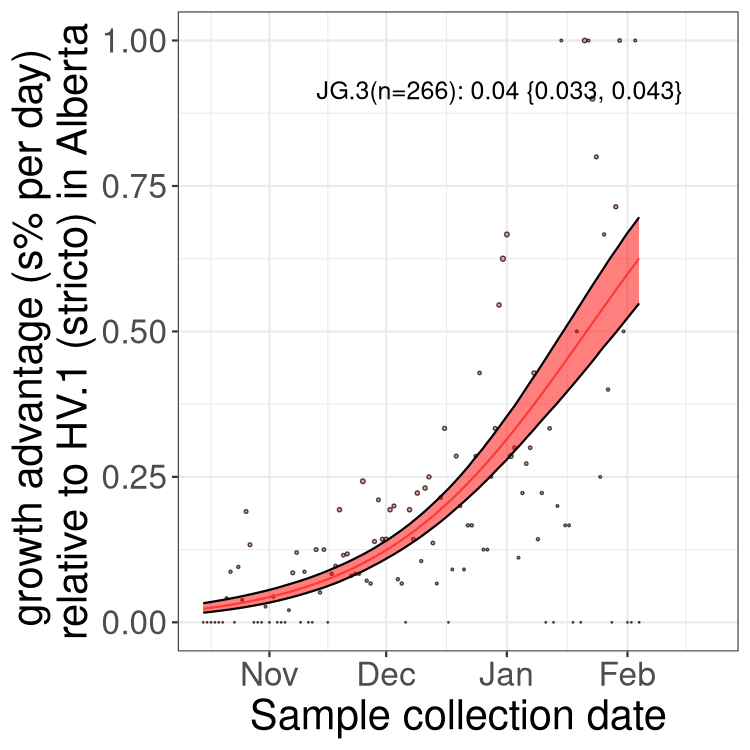 growth advantage (s% per day)
relative to HV.1 (stricto) in Alberta
1.00
0.75
0.50
0.25
0.00
JG.3(n=266): 0.04 {0.033, 0.043}
Nov Dec Jan Feb
Sample collection date